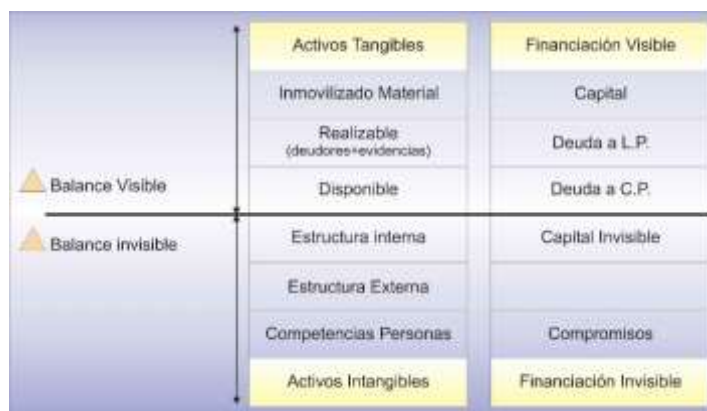 Activos Tangibles Financiación Visible
Inmovilizado Material Capital
Realizable
(deudores+evidencias) Deuda a L.P.
Balance Visible Disponible Deuda a C.P.
Balance invisible Estructura interna Capital Invisible
Estructura Externa
Competencias Personas Compromisos
Activos Intangibles Financiación Invisible